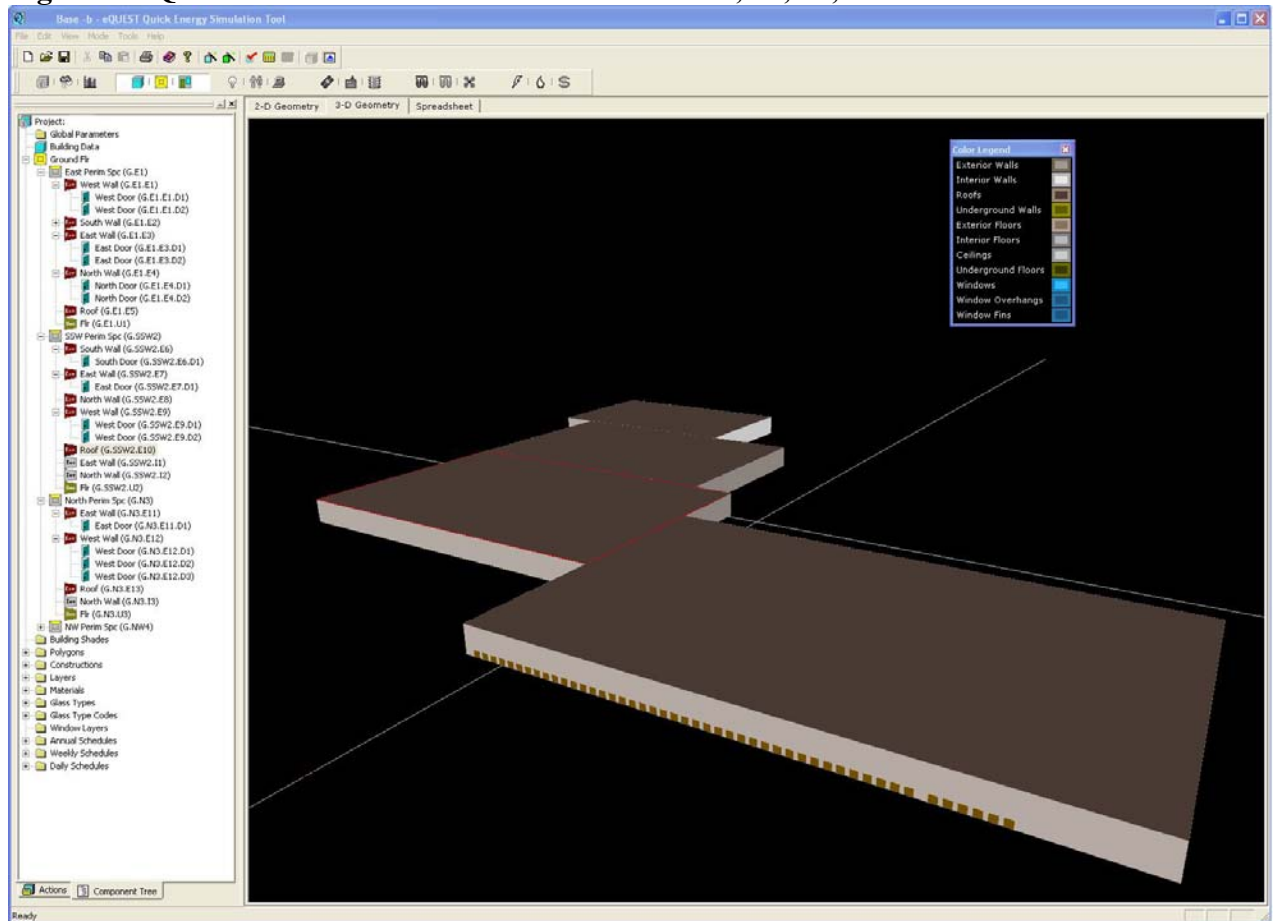 Base -b - eQUEST Quick Energy Simulation Tool
File Edit View Mode Tools Help
2-D Geometry 3-D Geometry Spreadsheet
Project:
Global Parameters
Building Data
Ground Flr
East Perim Spc (G.E1)
West Wall (G.E1.E1)
West Door (G.E1.E1.D1)
West Door (G.E1.E1.D2)
South Wall (G.E1.E2)
East Wall (G.E1.E3)
East Door (G.E1.E3.D1)
East Door (G.E1.E3.D2)
North Wall (G.E1.E4)
North Door (G.E1.E4.D1)
North Door (G.E1.E4.D2)
Roof (G.E1.E5)
Flr (G.E1.U1)
SSW Perim Spc (G.SSW2)
South Wall (G.SSW2.E6)
South Door (G.SSW2.E6.D1)
East Wall (G.SSW2.E7)
East Door (G.SSW2.E7.D1)
North Wall (G.SSW2.E8)
West Wall (G.SSW2.E9)
West Door (G.SSW2.E9.D1)
West Door (G.SSW2.E9.D2)
Roof (G.SSW2.E10)
East Wall (G.SSW2.I1)
North Wall (G.SSW2.I2)
Flr (G.SSW2.U2)
North Perim Spc (G.N3)
East Wall (G.N3.E11)
East Door (G.N3.E11.D1)
West Wall (G.N3.E12)
West Door (G.N3.E12.D1)
West Door (G.N3.E12.D2)
West Door (G.N3.E12.D3)
Roof (G.N3.E13)
North Wall (G.N3.I3)
Flr (G.N3.U3)
NW Perim Spc (G.NW4)
Building Shades
Polygons
Constructions
Layers
Materials
Glass Types
Glass Type Codes
Window Layers
Annual Schedules
Weekly Schedules
Daily Schedules
Color Legend
Exterior Walls
Interior Walls
Roofs
Underground Walls
Exterior Floors
Interior Floors
Ceilings
Underground Floors
Windows
Window Overhangs
Window Fins
Actions Component Tree
Ready